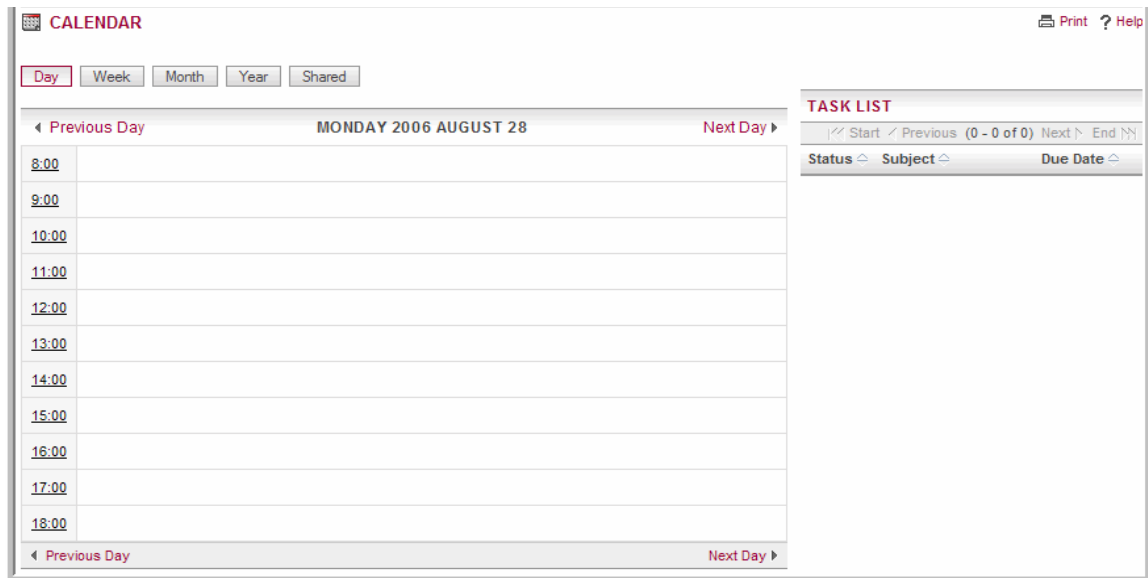 CALENDAR
Print ? Help
Day Week Month Year Shared
Previous Day MONDAY 2006 AUGUST 28 Next Day
8:00
9:00
10:00
11:00
12:00
13:00
14:00
15:00
16:00
17:00
18:00
Previous Day Next Day
TASK LIST
Start Previous (0 - 0 of 0) Next End
Status Subject Due Date